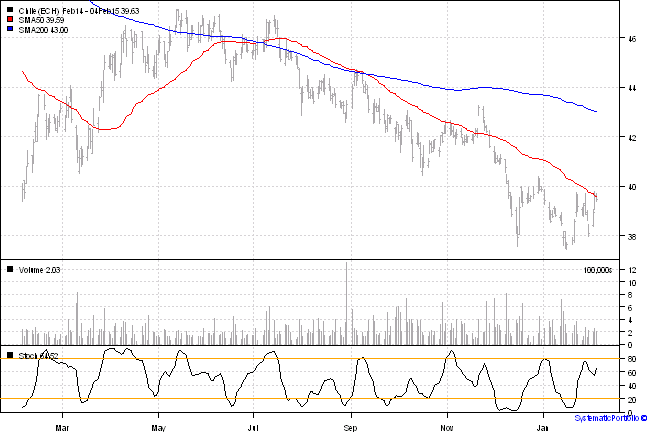 Chile (ECH) Feb14 - 04Feb15 39.63
SMA50 39.59
SMA200 43.00
46
44
42
40
38
Volume 2.03
100,000s
12
10
8
6
4
2
0
Stoch 64.52
80
60
40
20
0
Mar May Jul Sep Nov Jan
SystematicPortfolio ©